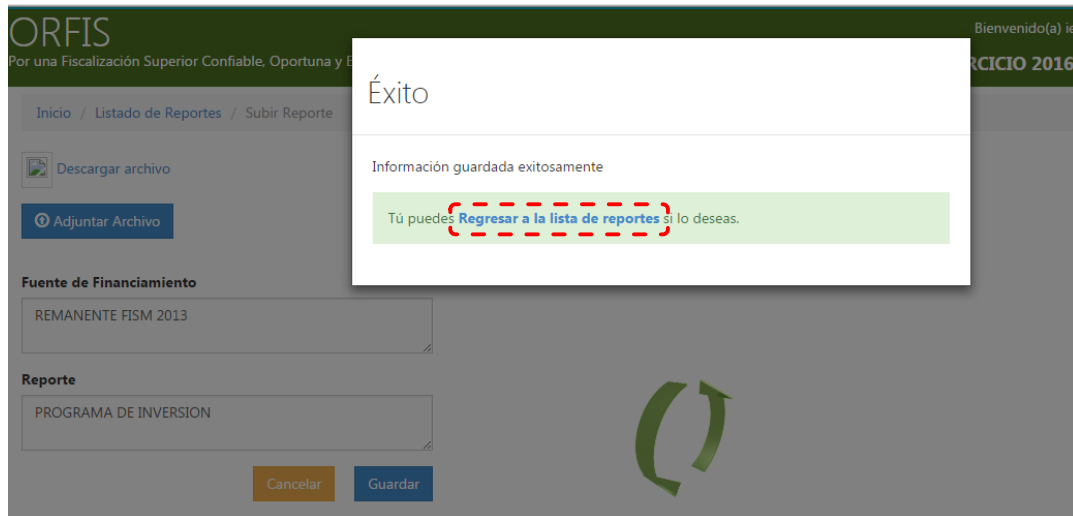 ORFIS
Bienvenido(a)
Por una Fiscalización Superior Confiable, Oportuna y
2016
Inicio / Listado de Reportes / Subir Reporte
Éxito
Información guardada exitosamente
Tú puedes Regresar a la lista de reportes si lo deseas.
Descargar archivo
Adjuntar Archivo
Fuente de Financiamiento
REMANENTE FISM 2013
Reporte
PROGRAMA DE INVERSION
Cancelar Guardar